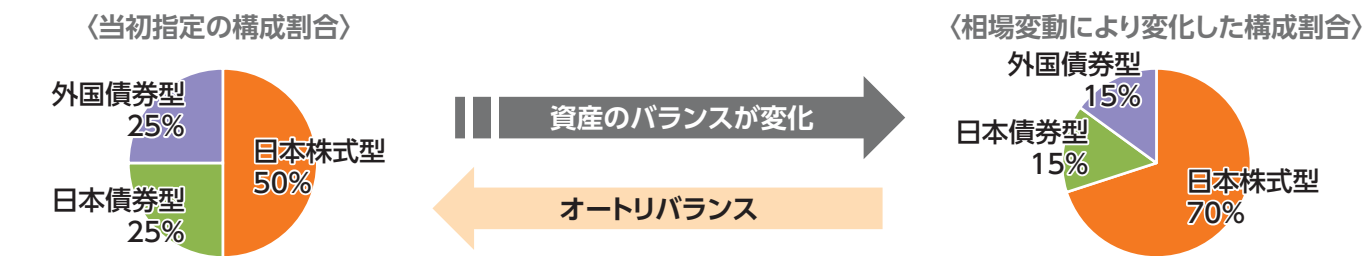 〈当初指定の構成割合〉
外国債券型
25%
日本株式型
50%
日本債券型
25%
資産のバランスが変化
オートリバランス
〈相場変動により変化した構成割合〉
外国債券型
15%
日本債券型
15%
日本株式型
70%